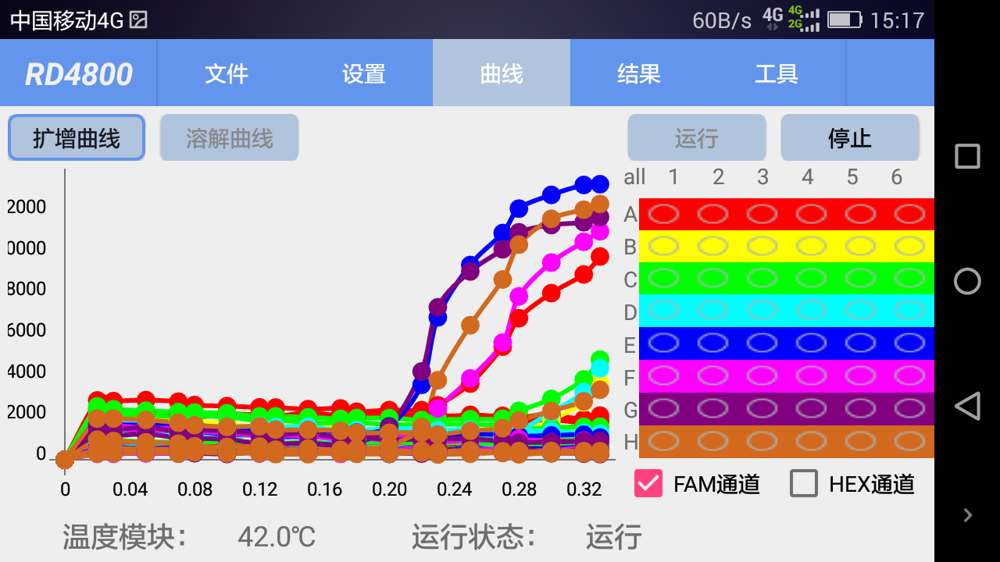 中国移动4G 60B/s 4G 4G 2G 15:17
RD4800 文件 设置 曲线 结果 工具
扩增曲线 溶解曲线 运行 停止
all 1 2 3 4 5 6
2000
0000
8000
6000
4000
2000
0
0 0.04 0.08 0.12 0.16 0.20 0.24 0.28 0.32
A
B
C
D
E
F
G
H
FAM通道 HEX通道
温度模块: 42.0℃ 运行状态: 运行